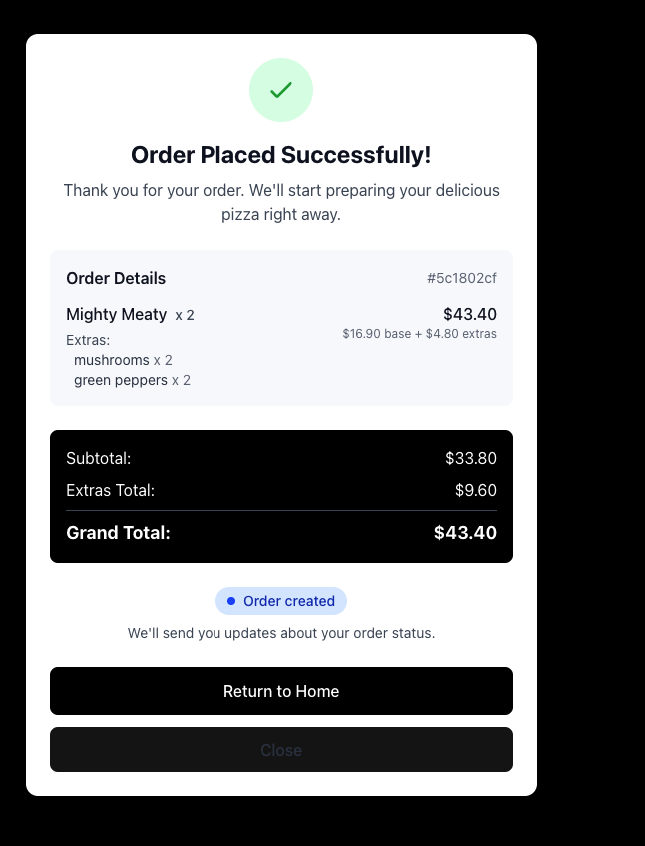 Order Placed Successfully!
Thank you for your order. We'll start preparing your delicious
pizza right away.
Order Details #5c1802cf
Mighty Meaty x 2 $43.40
$16.90 base + $4.80 extras
Extras:
mushrooms x 2
green peppers x 2
Subtotal: $33.80
Extras Total: $9.60
Grand Total: $43.40
Order created
We'll send you updates about your order status.
Return to Home
Close